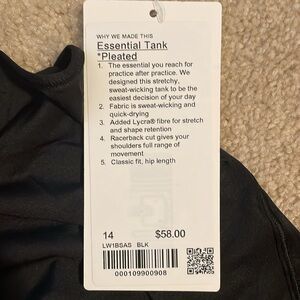 WHY WE MADE THIS
Essential Tank
*Pleated
1. The essential you reach for
practice after practice. We
designed this stretchy,
sweat-wicking tank to be the
easiest decision of your day
2. Fabric is sweat-wicking and
quick-drying
3. Added Lycra® fibre for stretch
and shape retention
4. Racerback cut gives your
shoulders full range of
movement
5. Classic fit, hip length
14 $58.00
LW1BSAS BLK
000109900908